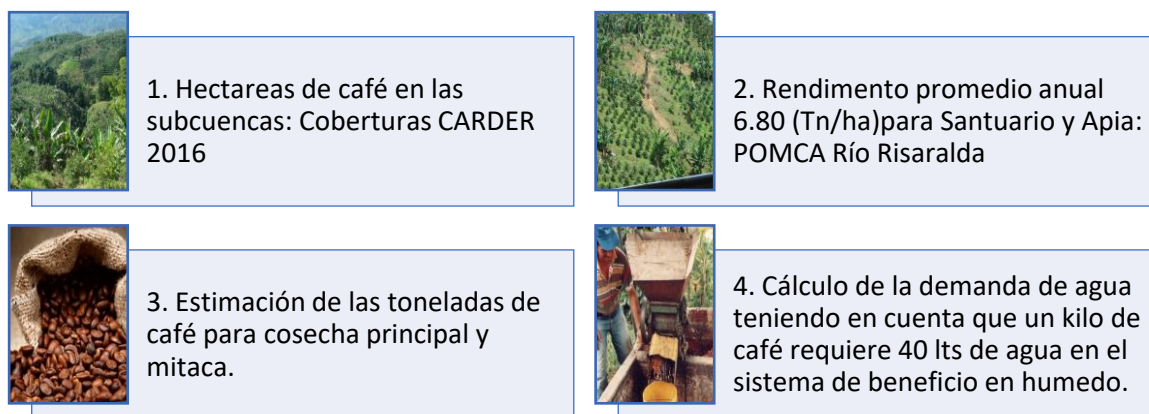 1. Hectareas de café en las
subcuencas: Coberturas CARDER
2016
2. Rendimento promedio anual
6.80 (Tn/ha)para Santuario y Apia:
POMCA Río Risaralda
3. Estimación de las toneladas de
café para cosecha principal y
mitaca.
4. Cálculo de la demanda de agua
teniendo en cuenta que un kilo de
café requiere 40 lts de agua en el
sistema de beneficio en humedo.